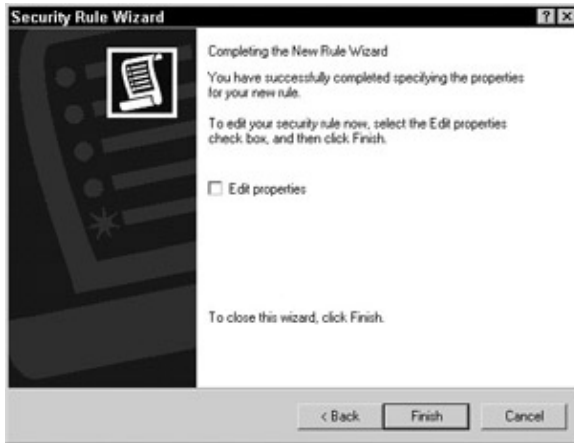 Security Rule Wizard
Completing the New Rule Wizard
You have successfully completed specifying the properties
for your new rule.
To edit your security rule now, select the Edit properties
check box, and then click Finish.
Edit properties
To close this wizard, click Finish.
< Back
Finish
Cancel